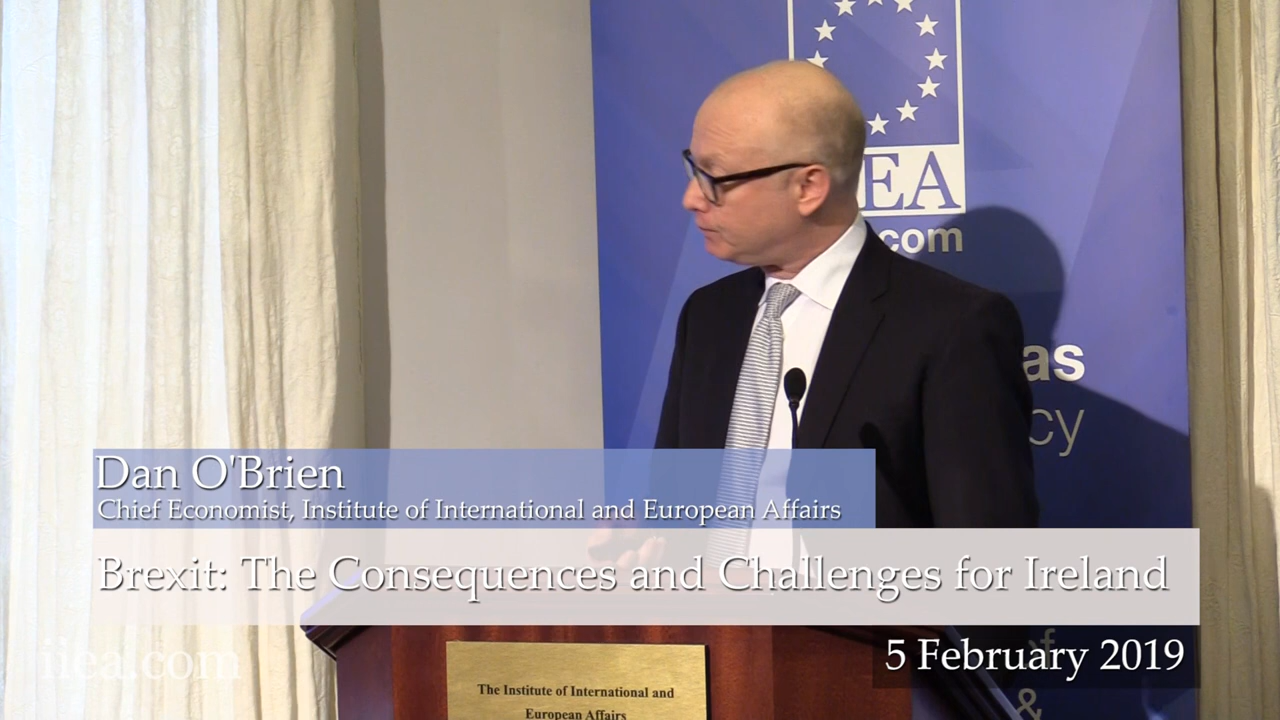 EA
.com
as
cy
Dan O'Brien
Chief Economist, Institute of International and European Affairs
Brexit: The Consequences and Challenges for Ireland
5 February 2019
of
&
iiea.com
The Institute of International and
European Affairs